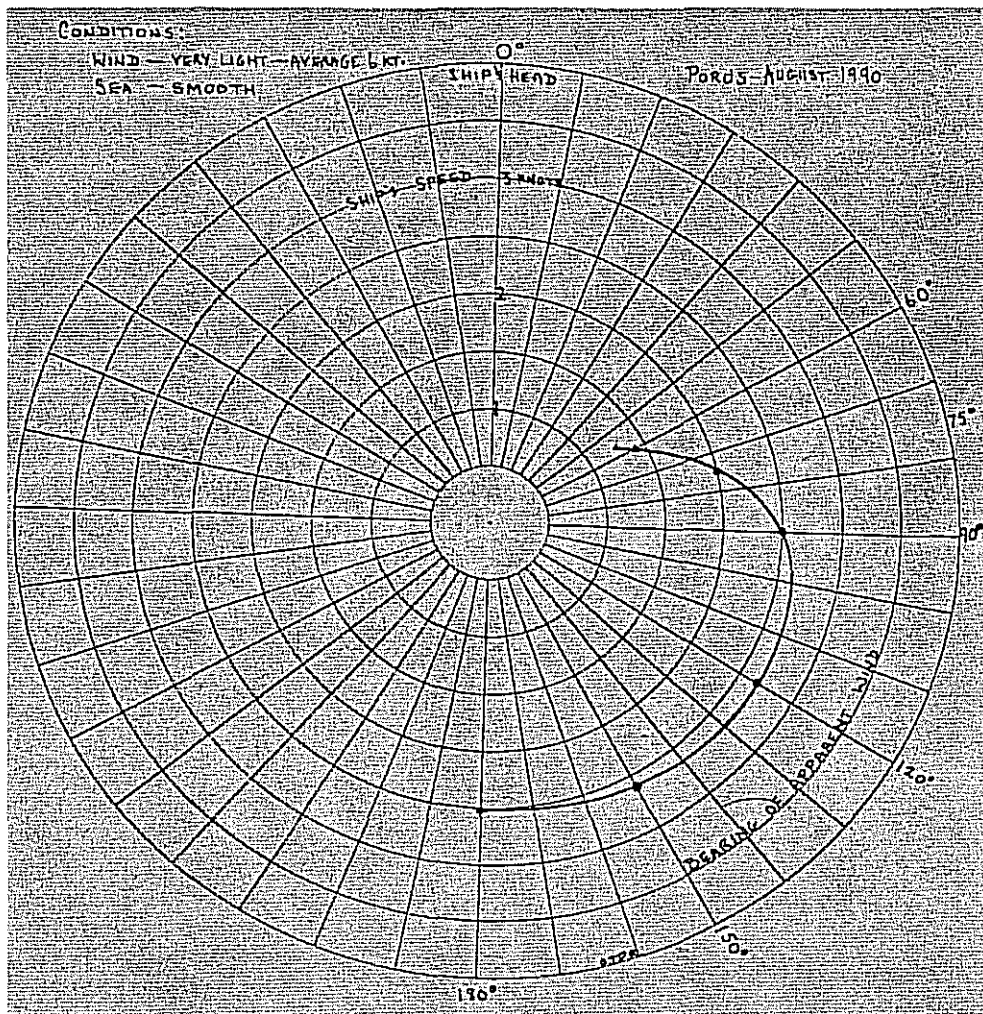 CONDITIONS:
WIND — VERY LIGHT — AVERAGE 6 KT.
SEA — SMOOTH
0°
SHIP'S HEAD
POROS AUGUST 1990
SHIP'S SPEED 3 KNOTS
2
1
60°
75°
90°
120°
150°
180°
BEARING OF APPARENT WIND